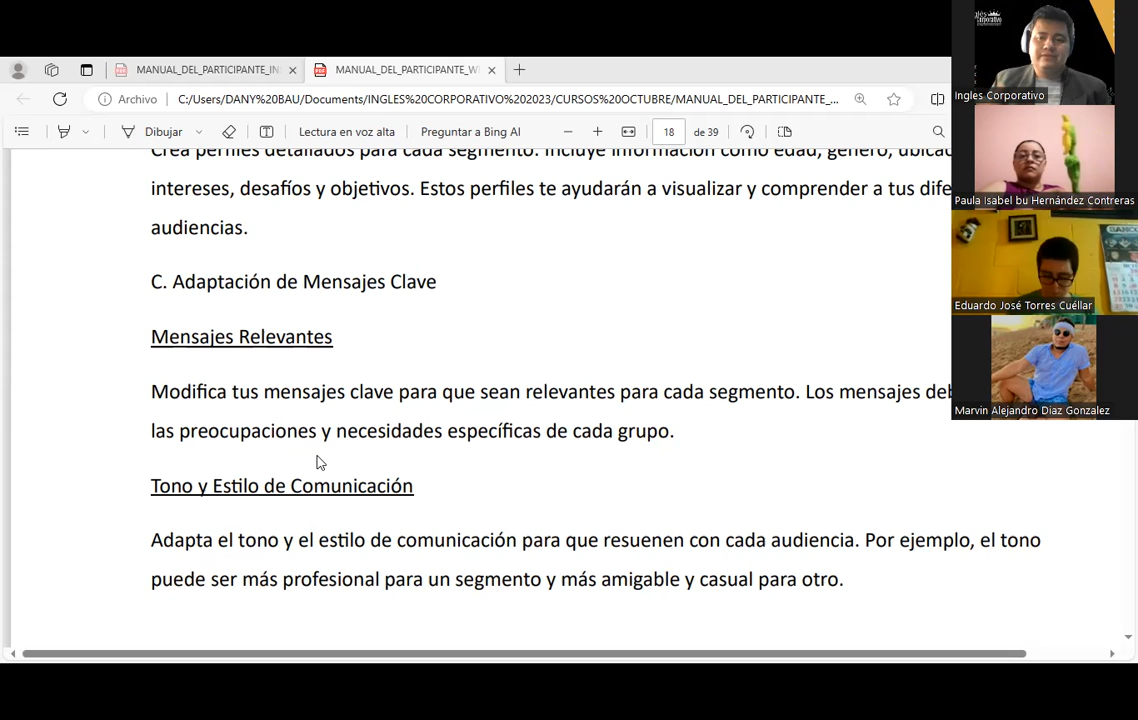 MANUAL_DEL_PARTICIPANTE_IN
MANUAL_DEL_PARTICIPANTE_WI
Archivo
C:/Users/DANY%20BAU/Documents/INGLES%20CORPORATIVO%202023/CURSOS%20OCTUBRE/MANUAL_DEL_PARTICIPANTE_...
Dibujar
Lectura en voz alta
Preguntar a Bing AI
18
de 39
Crea perfiles detallados para cada segmento. Incluye información como edad, género, ubica
intereses, desafíos y objetivos. Estos perfiles te ayudarán a visualizar y comprender a tus dife
audiencias.
C. Adaptación de Mensajes Clave
Mensajes Relevantes
Modifica tus mensajes clave para que sean relevantes para cada segmento. Los mensajes deb
las preocupaciones y necesidades específicas de cada grupo.
Tono y Estilo de Comunicación
Adapta el tono y el estilo de comunicación para que resuenen con cada audiencia. Por ejemplo, el tono
puede ser más profesional para un segmento y más amigable y casual para otro.
Ingles Corporativo
Paula Isabel bu Hernández Contreras
Eduardo José Torres Cuéllar
Marvin Alejandro Diaz Gonzalez